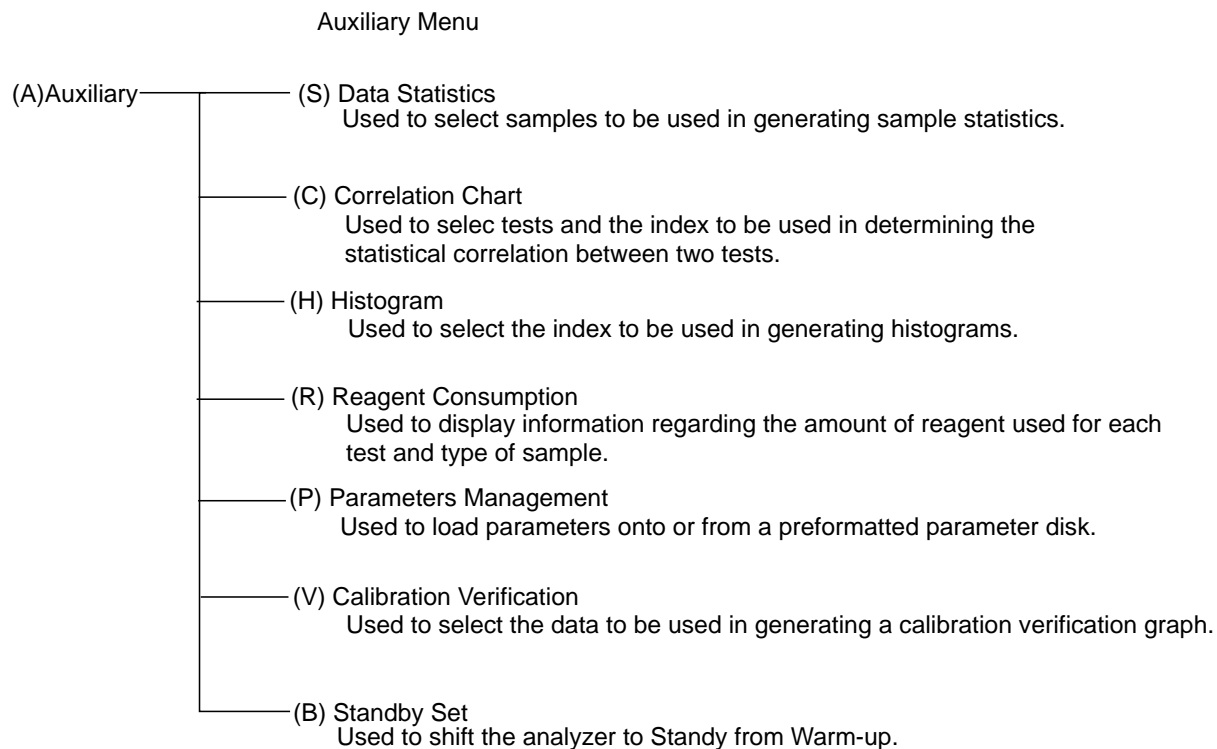 Auxiliary Menu
(A)Auxiliary
(S) Data Statistics
Used to select samples to be used in generating sample statistics.
(C) Correlation Chart
Used to selec tests and the index to be used in determining the
statistical correlation between two tests.
(H) Histogram
Used to select the index to be used in generating histograms.
(R) Reagent Consumption
Used to display information regarding the amount of reagent used for each
test and type of sample.
(P) Parameters Management
Used to load parameters onto or from a preformatted parameter disk.
(V) Calibration Verification
Used to select the data to be used in generating a calibration verification graph.
(B) Standby Set
Used to shift the analyzer to Standy from Warm-up.